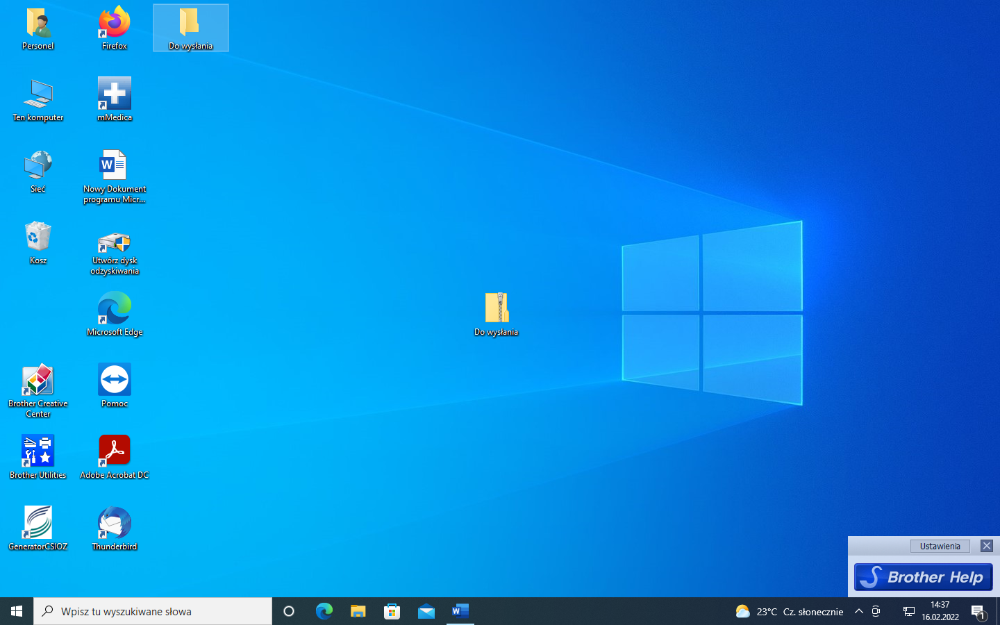 Personel
Firefox
Do wysłania
Ten komputer
mMedica
Sieć
W
Nowy Dokument
programu Micr...
Kosz
Utwórz dysk
odzyskiwania
Microsoft Edge
Do wysłania
Brother Creative
Center
Pomoc
Brother Utilities
Adobe Acrobat DC
GeneratorCSIOZ
Thunderbird
Ustawienia
Brother Help
Wpisz tu wyszukiwane słowa
W
23°C Cz. słonecznie
14:37
16.02.2022
1